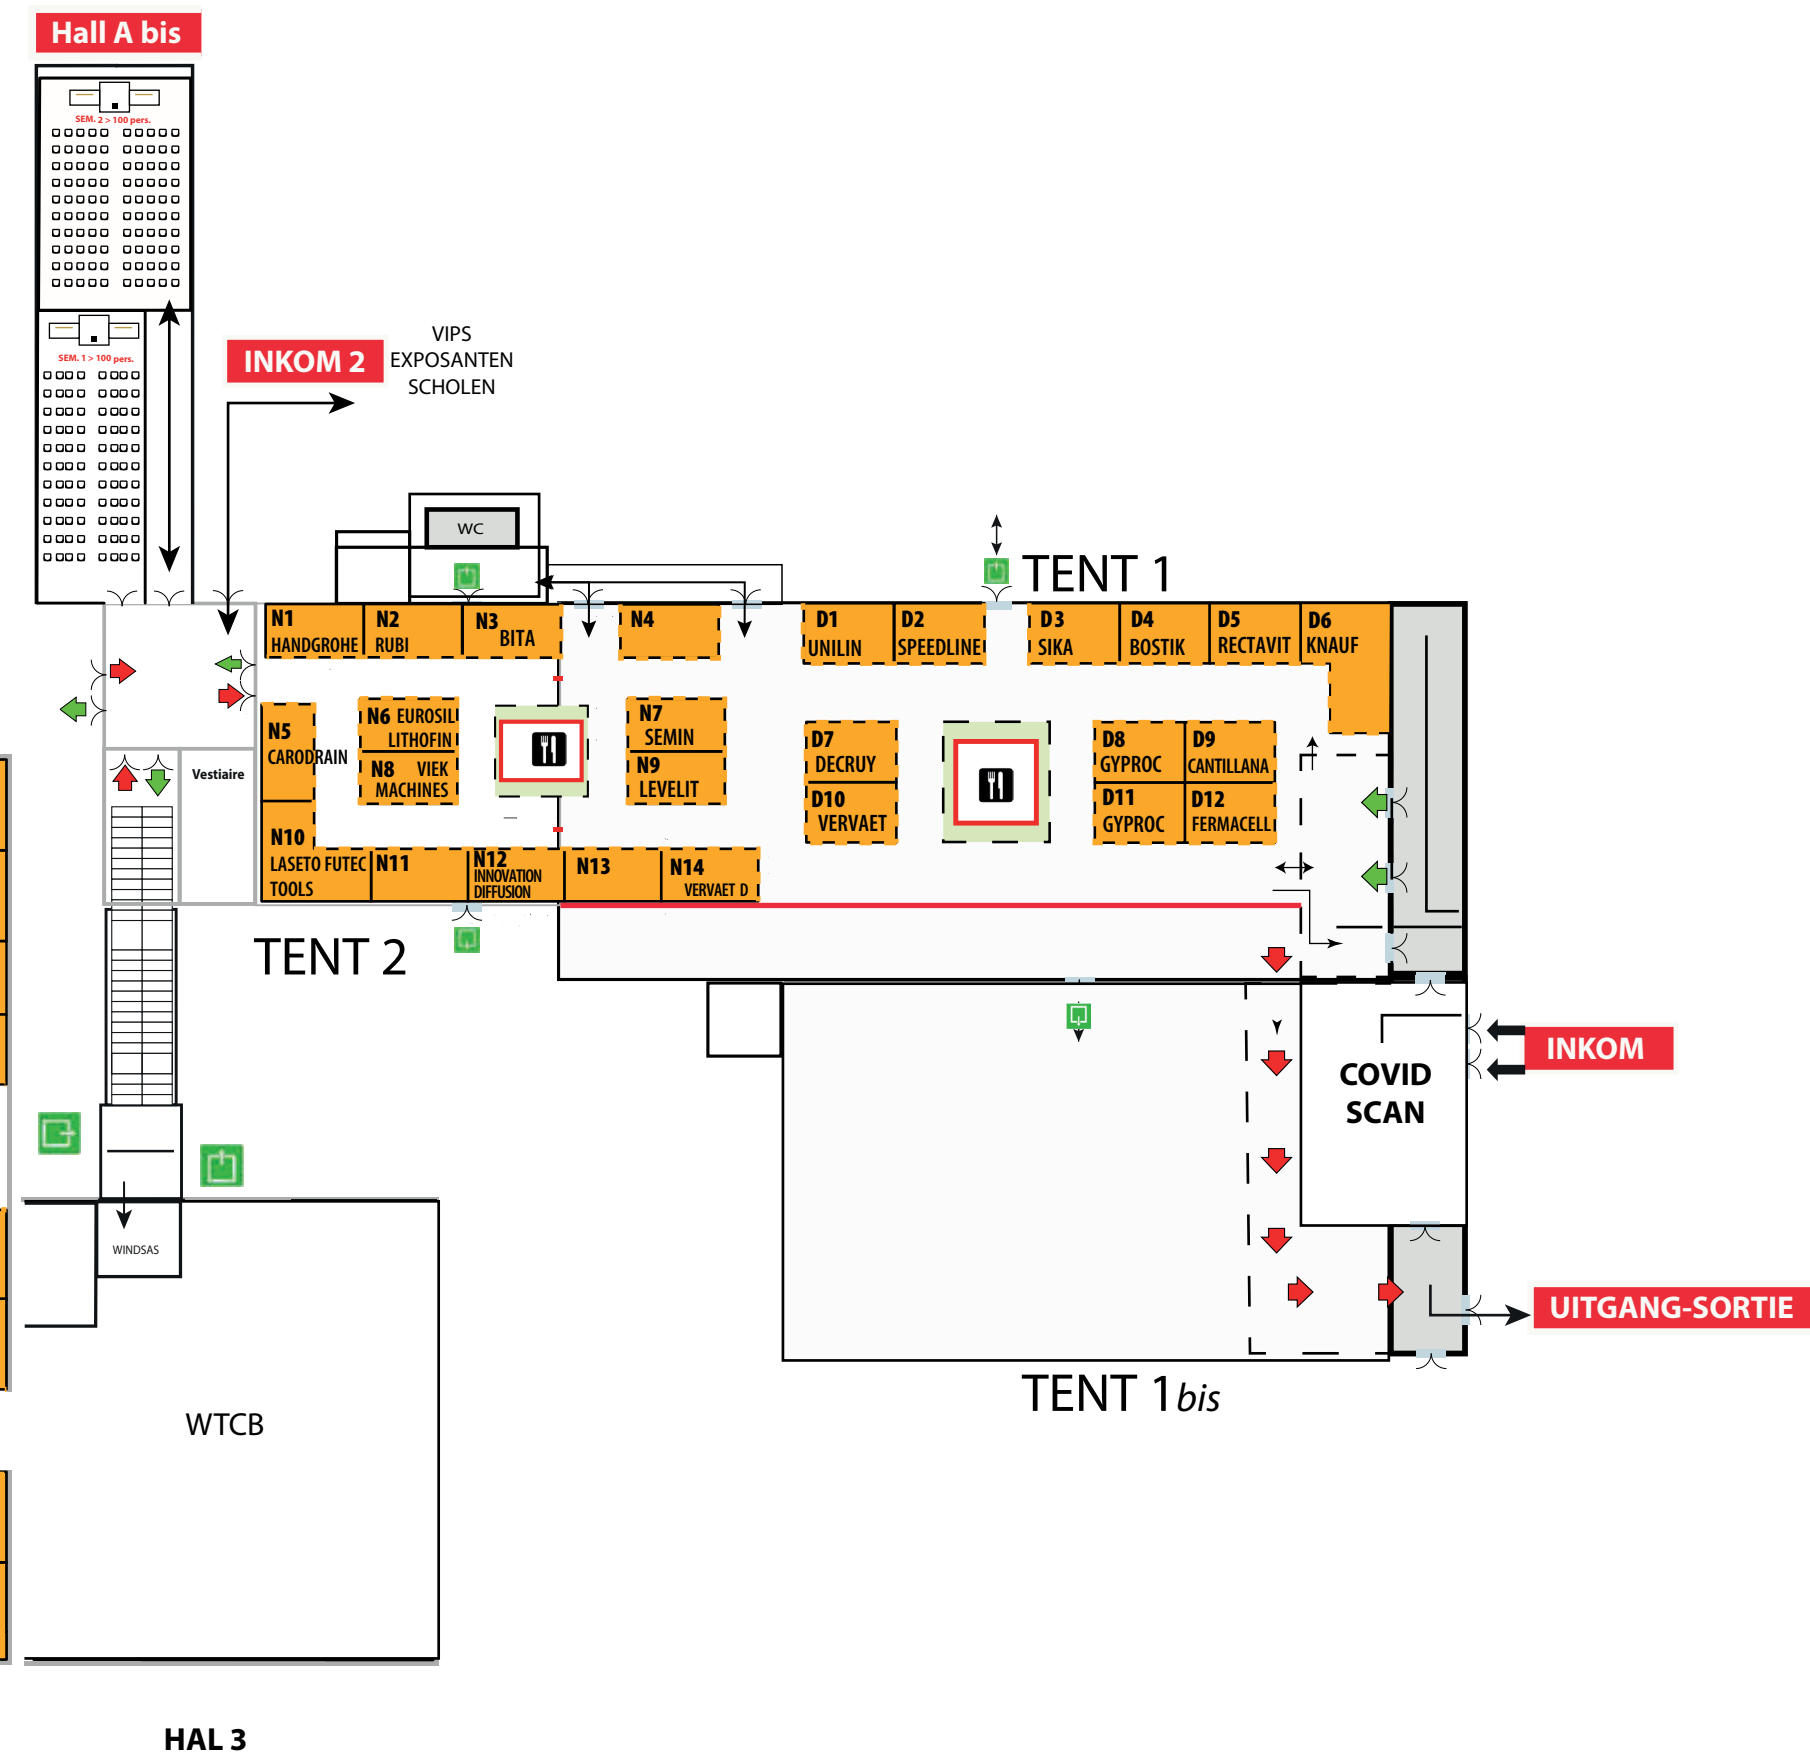 Hall A bis
SEM. 2 > 100 pers.
SEM. 1 > 100 pers.
INKOM 2
VIPS
EXPOSANTEN
SCHOLEN
WC
TENT 1
N1
HANDGROHE
N2
RUBI
N3
BITA
N4
D1
UNILIN
D2
SPEEDLINE
D3
SIKA
D4
BOSTIK
D5
RECTAVIT
D6
KNAUF
N5
CARODRAIN
N6 EUROSIL
LITHOFIN
N8 VIEK
MACHINES
N7
SEMIN
N9
LEVELIT
D7
DECRUY
D10
VERVAET
D8
GYPROC
D9
CANTILLANA
D11
GYPROC
D12
FERMACELL
Vestiaire
N10
LASETO FUTEC
TOOLS
N11
N12
INNOVATION
DIFFUSION
N13
N14
VERVAET D
TENT 2
COVID
SCAN
INKOM
UITGANG-SORTIE
TENT 1 bis
WINDSAS
WTCB
HAL 3